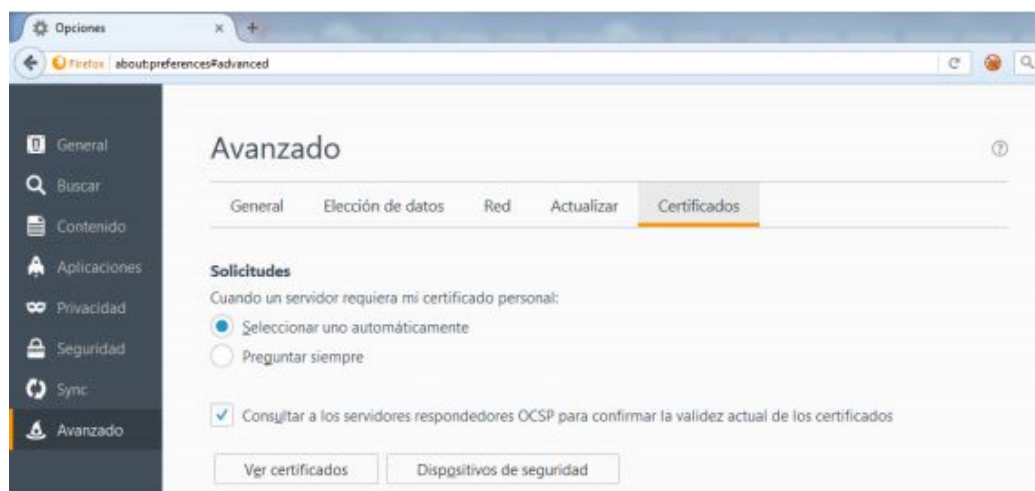 Opciones
Firefox about:preferences#advanced
General
Buscar
Contenido
Aplicaciones
Privacidad
Seguridad
Sync
Avanzado
Avanzado
General Elección de datos Red Actualizar Certificados
Solicitudes
Cuando un servidor requiera mi certificado personal:
Seleccionar uno automáticamente
Preguntar siempre
Consultar a los servidores respondedores OCSP para confirmar la validez actual de los certificados
Ver certificados Dispositivos de seguridad